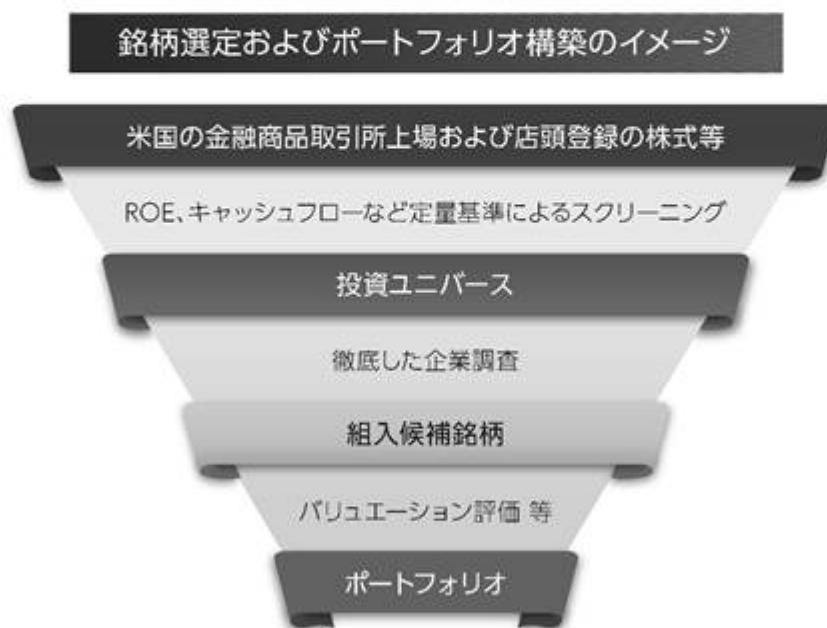 銘柄選定およびポートフォリオ構築のイメージ
米国の金融商品取引所上場および店頭登録の株式等
ROE、キャッシュフローなど定量基準によるスクリーニング
投資ユニバース
徹底した企業調査
組入候補銘柄
バリュエーション評価 等
ポートフォリオ